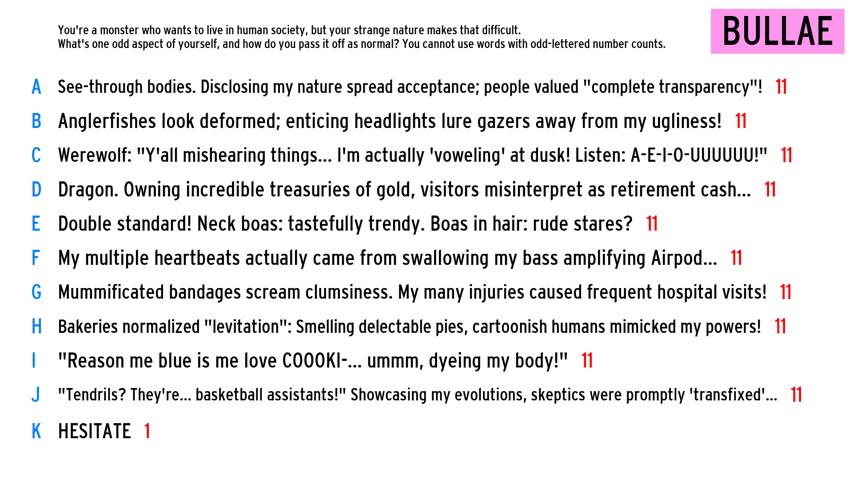 You're a monster who wants to live in human society, but your strange nature makes that difficult.
What's one odd aspect of yourself, and how do you pass it off as normal? You cannot use words with odd-lettered number counts.
BULLAE
A See-through bodies. Disclosing my nature spread acceptance; people valued "complete transparency"! 11
B Anglerfishes look deformed; enticing headlights lure gazers away from my ugliness! 11
C Werewolf: "Y'all mishearing things... I'm actually 'voweling' at dusk! Listen: A-E-I-O-UUUUUU!" 11
D Dragon. Owning incredible treasuries of gold, visitors misinterpret as retirement cash... 11
E Double standard! Neck boas: tastefully trendy. Boas in hair: rude stares? 11
F My multiple heartbeats actually came from swallowing my bass amplifying Airpod... 11
G Mummificated bandages scream clumsiness. My many injuries caused frequent hospital visits! 11
H Bakeries normalized "levitation": Smelling delectable pies, cartoonish humans mimicked my powers! 11
I "Reason me blue is me love COOOKI-... ummm, dyeing my body!" 11
J "Tendrils? They're... basketball assistants!" Showcasing my evolutions, skeptics were promptly 'transfixed'... 11
K HESITATE 1